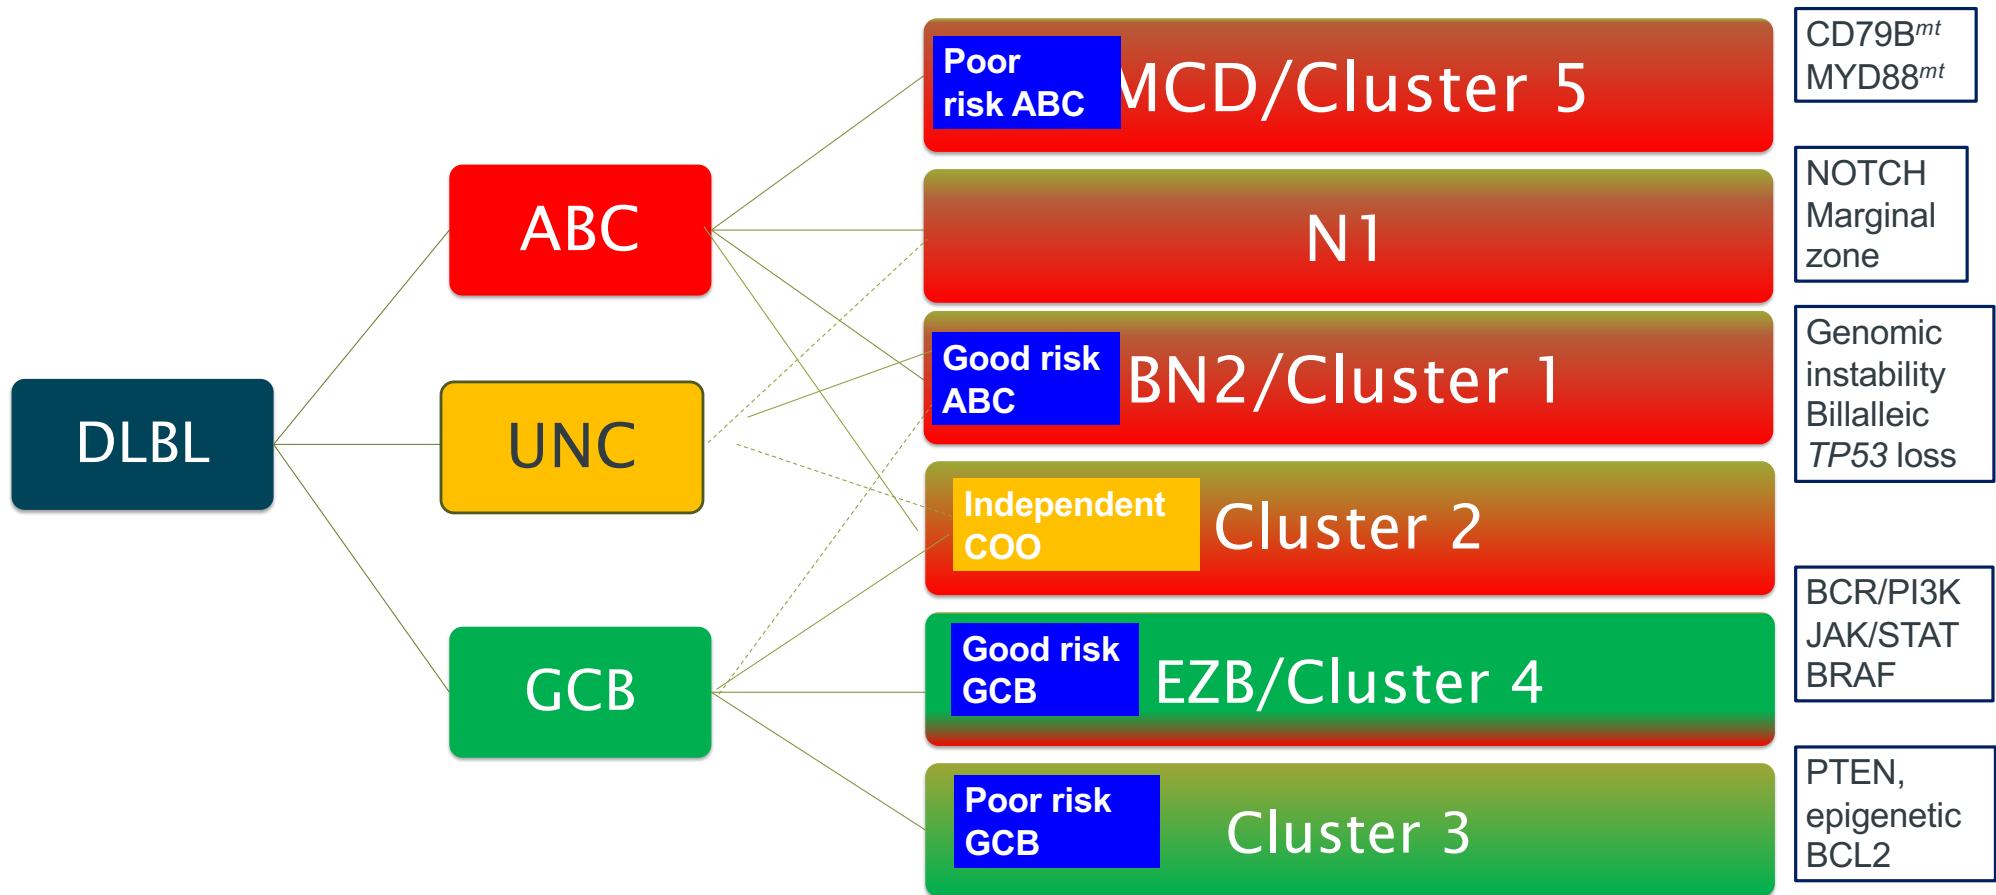 DLBL
ABC
UNC
GCB
Poor
risk ABC
MCD/Cluster 5
N1
Good risk
ABC
BN2/Cluster 1
Independent
COO
Cluster 2
Good risk
GCB
EZB/Cluster 4
Poor risk
GCB
Cluster 3
CD79Bmt
MYD88mt
NOTCH
Marginal
zone
Genomic
instability
Billalleic
TP53 loss
BCR/PI3K
JAK/STAT
BRAF
PTEN,
epigenetic
BCL2